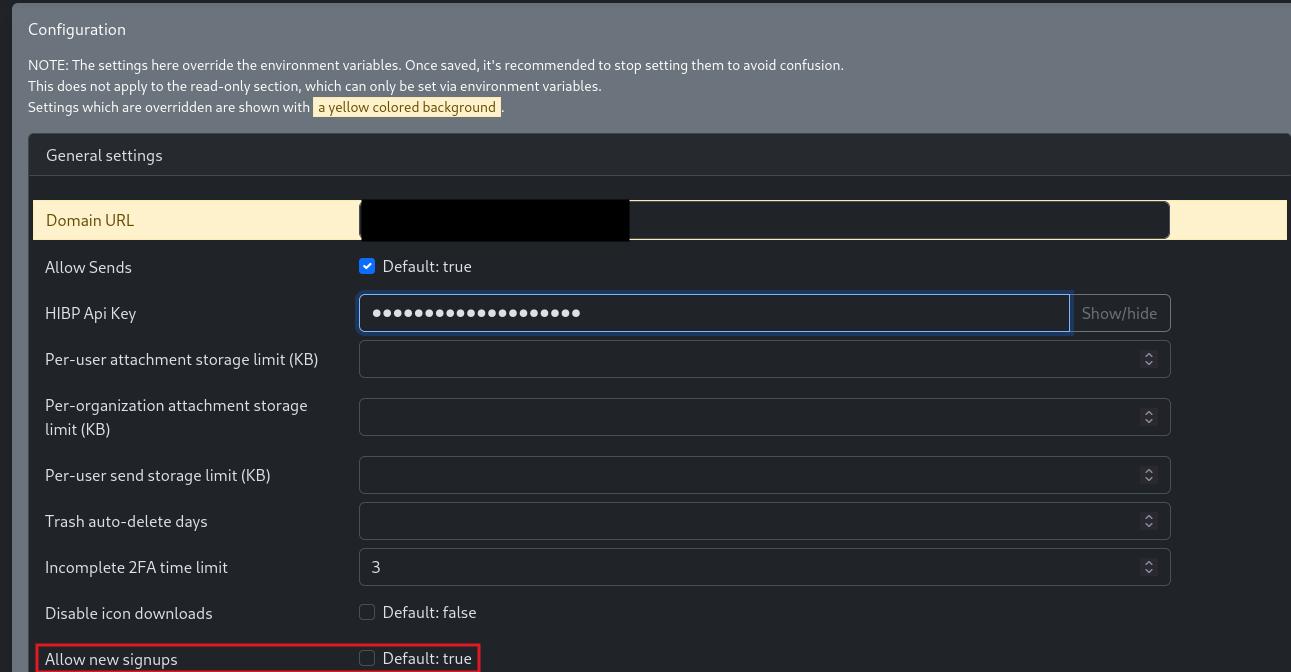 Configuration
NOTE: The settings here override the environment variables. Once saved, it's recommended to stop setting them to avoid confusion.
This does not apply to the read-only section, which can only be set via environment variables.
Settings which are overridden are shown with a yellow colored background.
General settings
Domain URL
Allow Sends Default: true
HIBP Api Key ●●●●●●●●●●●●●●●●●●●● Show/hide
Per-user attachment storage limit (KB)
Per-organization attachment storage
limit (KB)
Per-user send storage limit (KB)
Trash auto-delete days
Incomplete 2FA time limit 3
Disable icon downloads Default: false
Allow new signups Default: true